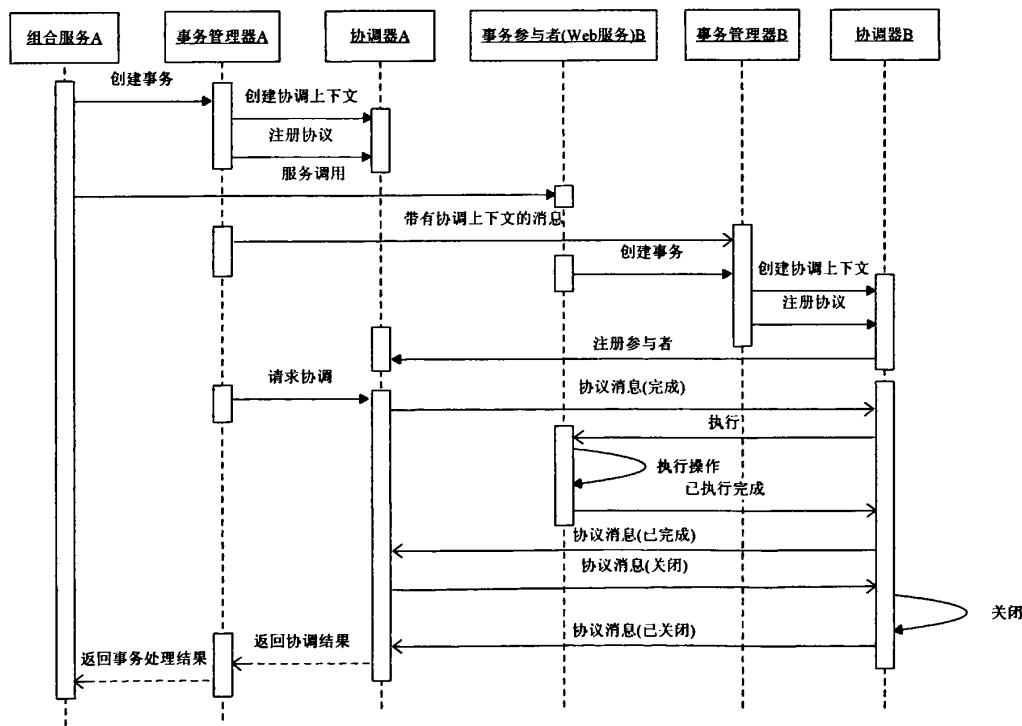 组合服务A
事务管理器A
协调器A
事务参与者(Web服务)B
事务管理器B
协调器B
创建事务
创建协调上下文
注册协议
服务调用
带有协调上下文的消息
创建事务
创建协调上下文
注册协议
注册参与者
请求协调
协议消息(完成)
执行
执行操作
已执行完成
协议消息(已完成)
协议消息(关闭)
关闭
协议消息(已关闭)
返回协调结果
返回事务处理结果